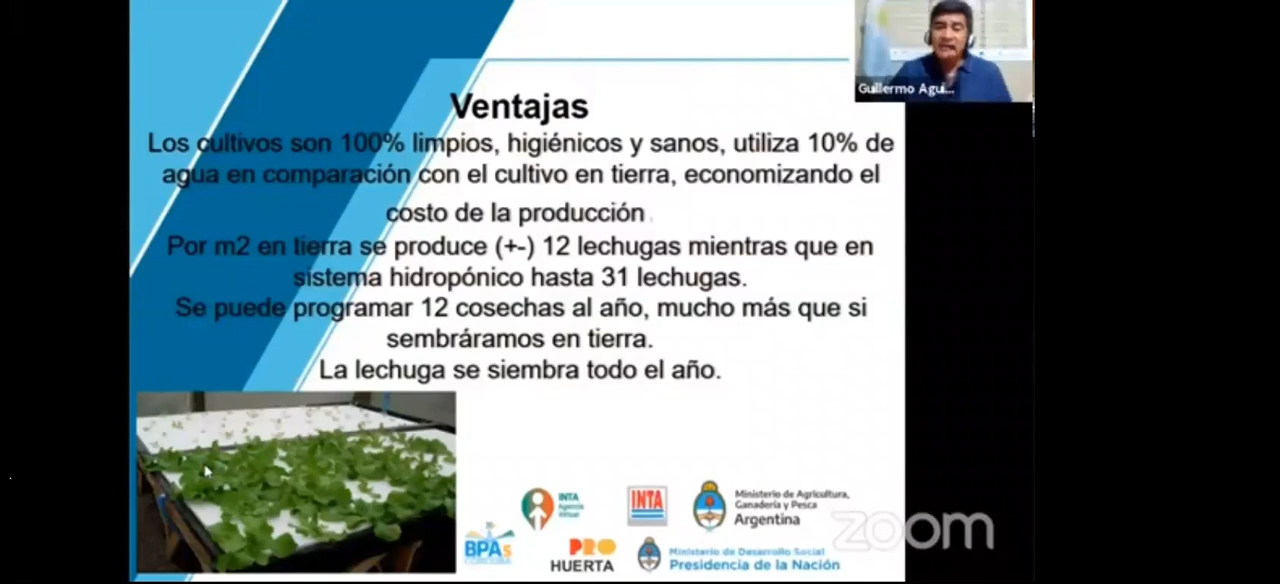 Guillermo Agui...
Ventajas
Los cultivos son 100% limpios, higiénicos y sanos, utiliza 10% de
agua en comparación con el cultivo en tierra, economizando el
costo de la producción.
Por m2 en tierra se produce (+-) 12 lechugas mientras que en
sistema hidropónico hasta 31 lechugas.
Se puede programar 12 cosechas al año, mucho más que si
sembráramos en tierra.
La lechuga se siembra todo el año.
INTA
Agencia
Virtual
INTA
Ministerio de Agricultura,
Ganadería y Pesca
Argentina
zoom
BPAs
PRO
HUERTA
Ministerio de Desarrollo Social
Presidencia de la Nación